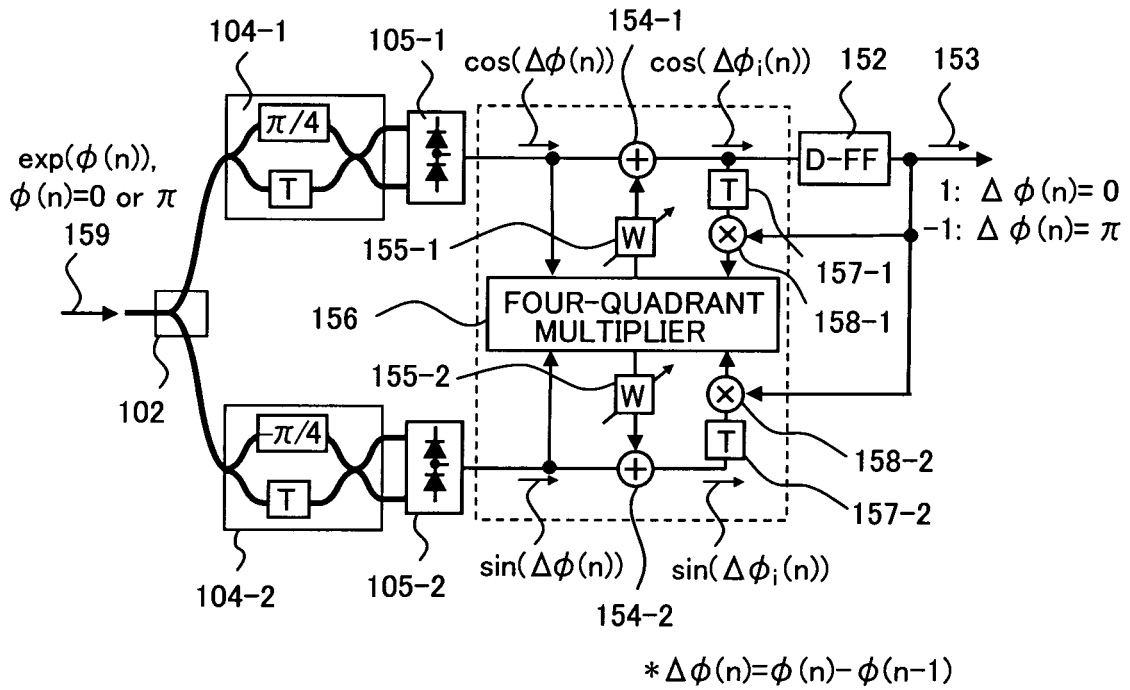 154-1
104-1
105-1
cos(Δϕ(n))
cos(Δϕi(n))
152
153
π/4
T
D-FF
exp(ϕ(n)),
ϕ(n)=0 or π
159
1: Δϕ(n)= 0
-1: Δϕ(n)= π
155-1
W
T
×
157-1
158-1
156
FOUR-QUADRANT
MULTIPLIER
102
155-2
W
×
T
158-2
157-2
-π/4
T
104-2
105-2
sin(Δϕ(n))
sin(Δϕi(n))
154-2
*Δϕ(n)=ϕ(n)-ϕ(n-1)